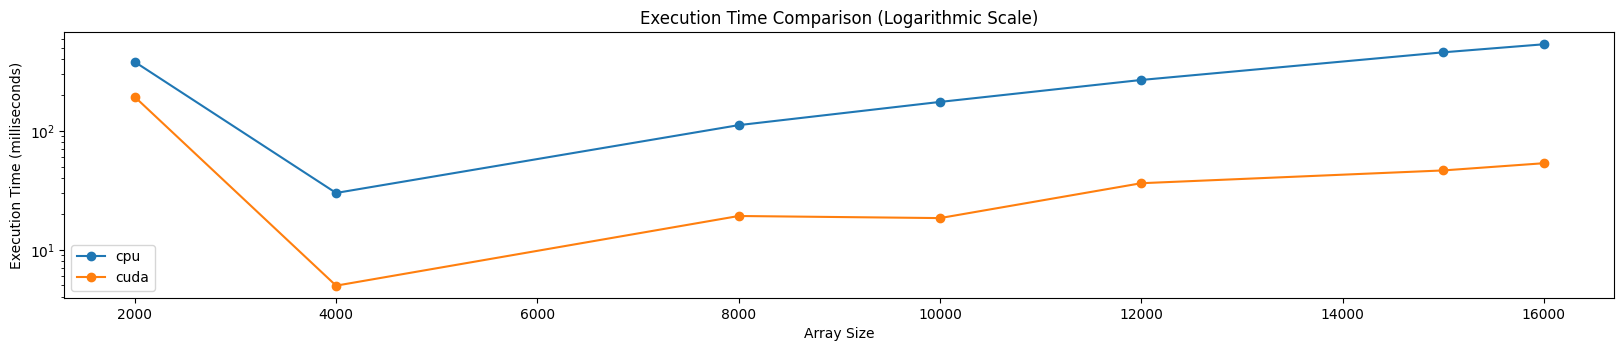 Execution Time Comparison (Logarithmic Scale)
Execution Time (milliseconds)
10²
10¹
cpu
cuda
2000 4000 6000 8000 10000 12000 14000 16000
Array Size